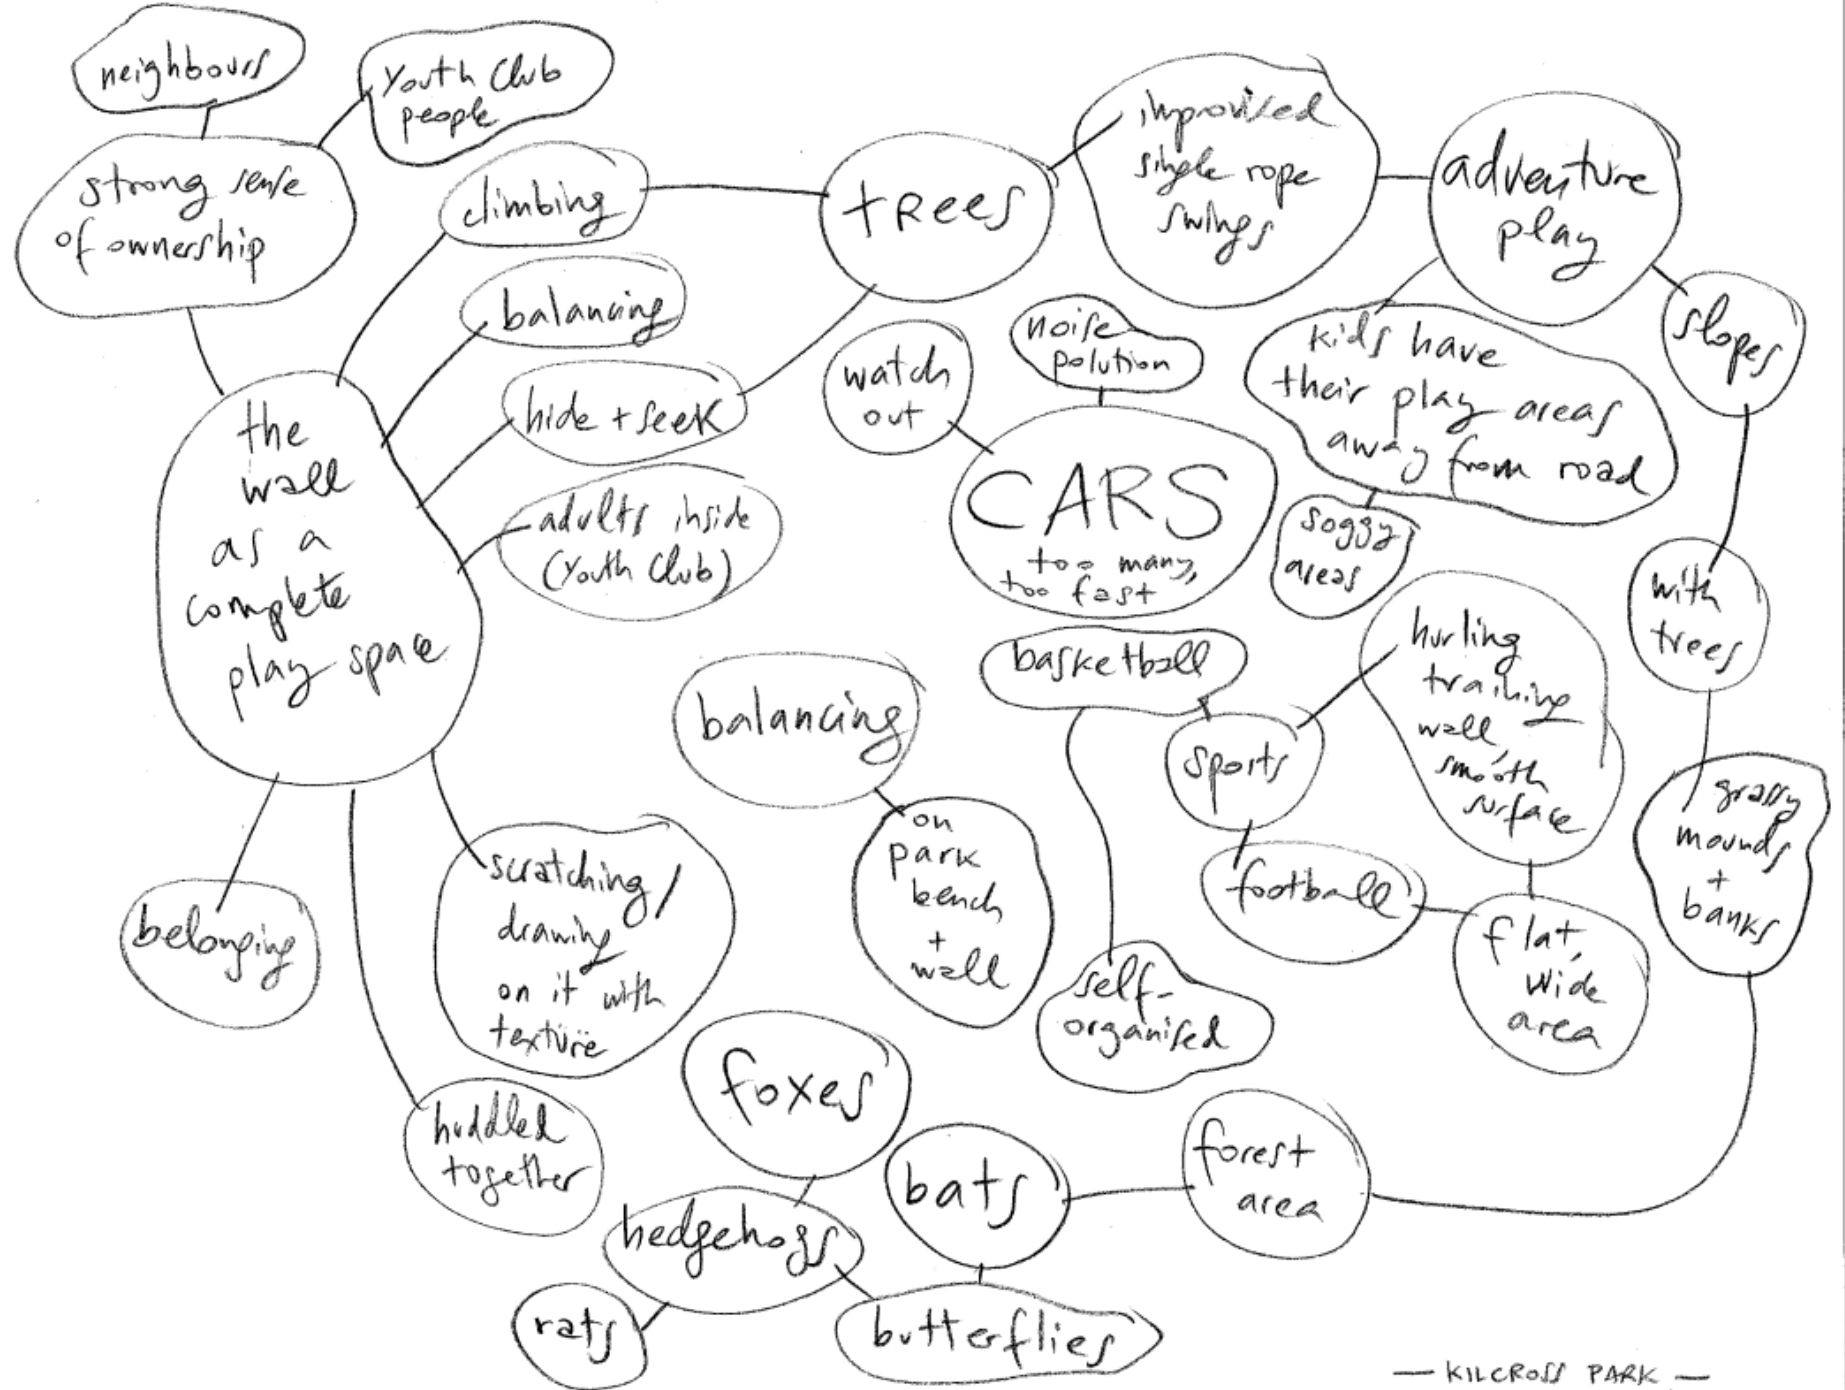 neighbours
Youth Club
people
strong sense
of ownership
climbing
trees
improvised
single rope
swings
adventure
play
slopes
balancing
hide + seek
adults inside
(Youth Club)
the
wall
as a
complete
play space
watch
out
noise
polution
CARS
too many,
too fast
kids have
their play areas
away from road
soggy
areas
with
trees
basketball
sports
hurling
training
wall,
smooth
surface
balancing
on
park
bench
+
wall
football
flat,
wide
area
grassy
mounds
+
banks
belonging
scratching/
drawing
on it with
texture
self-
organised
huddled
together
foxes
hedgehogs
rats
bats
butterflies
forest
area
— KILCROSS PARK —